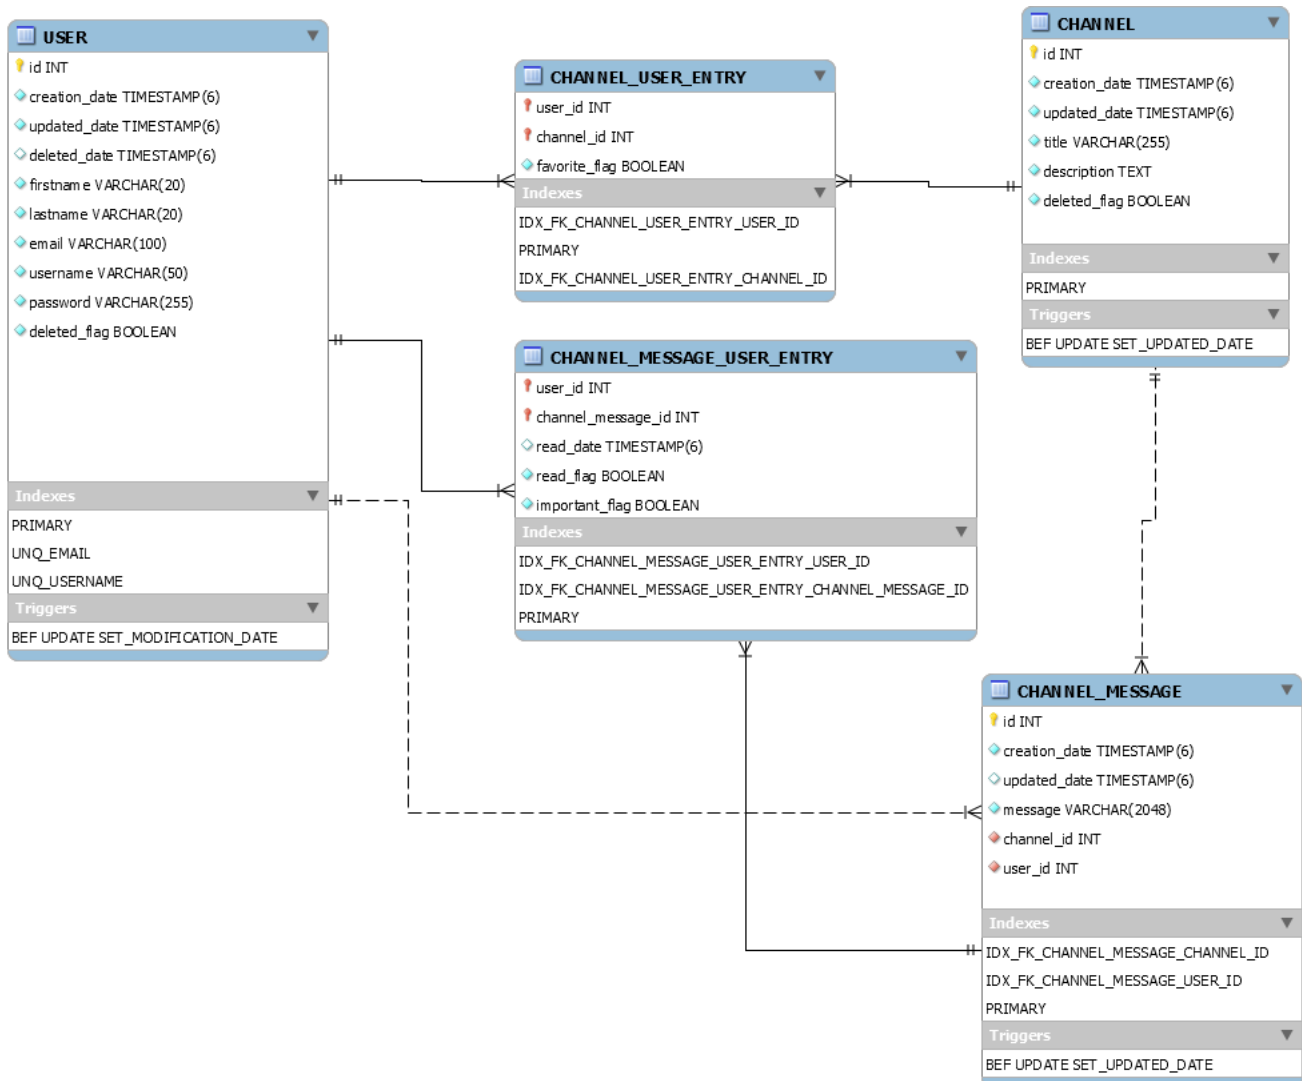 USER
id INT
creation_date TIMESTAMP(6)
updated_date TIMESTAMP(6)
deleted_date TIMESTAMP(6)
firstname VARCHAR(20)
lastname VARCHAR(20)
email VARCHAR(100)
username VARCHAR(50)
password VARCHAR(255)
deleted_flag BOOLEAN
Indexes
PRIMARY
UNQ_EMAIL
UNQ_USERNAME
Triggers
BEF UPDATE SET_MODIFICATION_DATE
CHANNEL_USER_ENTRY
user_id INT
channel_id INT
favorite_flag BOOLEAN
Indexes
IDX_FK_CHANNEL_USER_ENTRY_USER_ID
PRIMARY
IDX_FK_CHANNEL_USER_ENTRY_CHANNEL_ID
CHANNEL
id INT
creation_date TIMESTAMP(6)
updated_date TIMESTAMP(6)
title VARCHAR(255)
description TEXT
deleted_flag BOOLEAN
Indexes
PRIMARY
Triggers
BEF UPDATE SET_UPDATED_DATE
CHANNEL_MESSAGE_USER_ENTRY
user_id INT
channel_message_id INT
read_date TIMESTAMP(6)
read_flag BOOLEAN
important_flag BOOLEAN
Indexes
IDX_FK_CHANNEL_MESSAGE_USER_ENTRY_USER_ID
IDX_FK_CHANNEL_MESSAGE_USER_ENTRY_CHANNEL_MESSAGE_ID
PRIMARY
CHANNEL_MESSAGE
id INT
creation_date TIMESTAMP(6)
updated_date TIMESTAMP(6)
message VARCHAR(2048)
channel_id INT
user_id INT
Indexes
IDX_FK_CHANNEL_MESSAGE_CHANNEL_ID
IDX_FK_CHANNEL_MESSAGE_USER_ID
PRIMARY
Triggers
BEF UPDATE SET_UPDATED_DATE